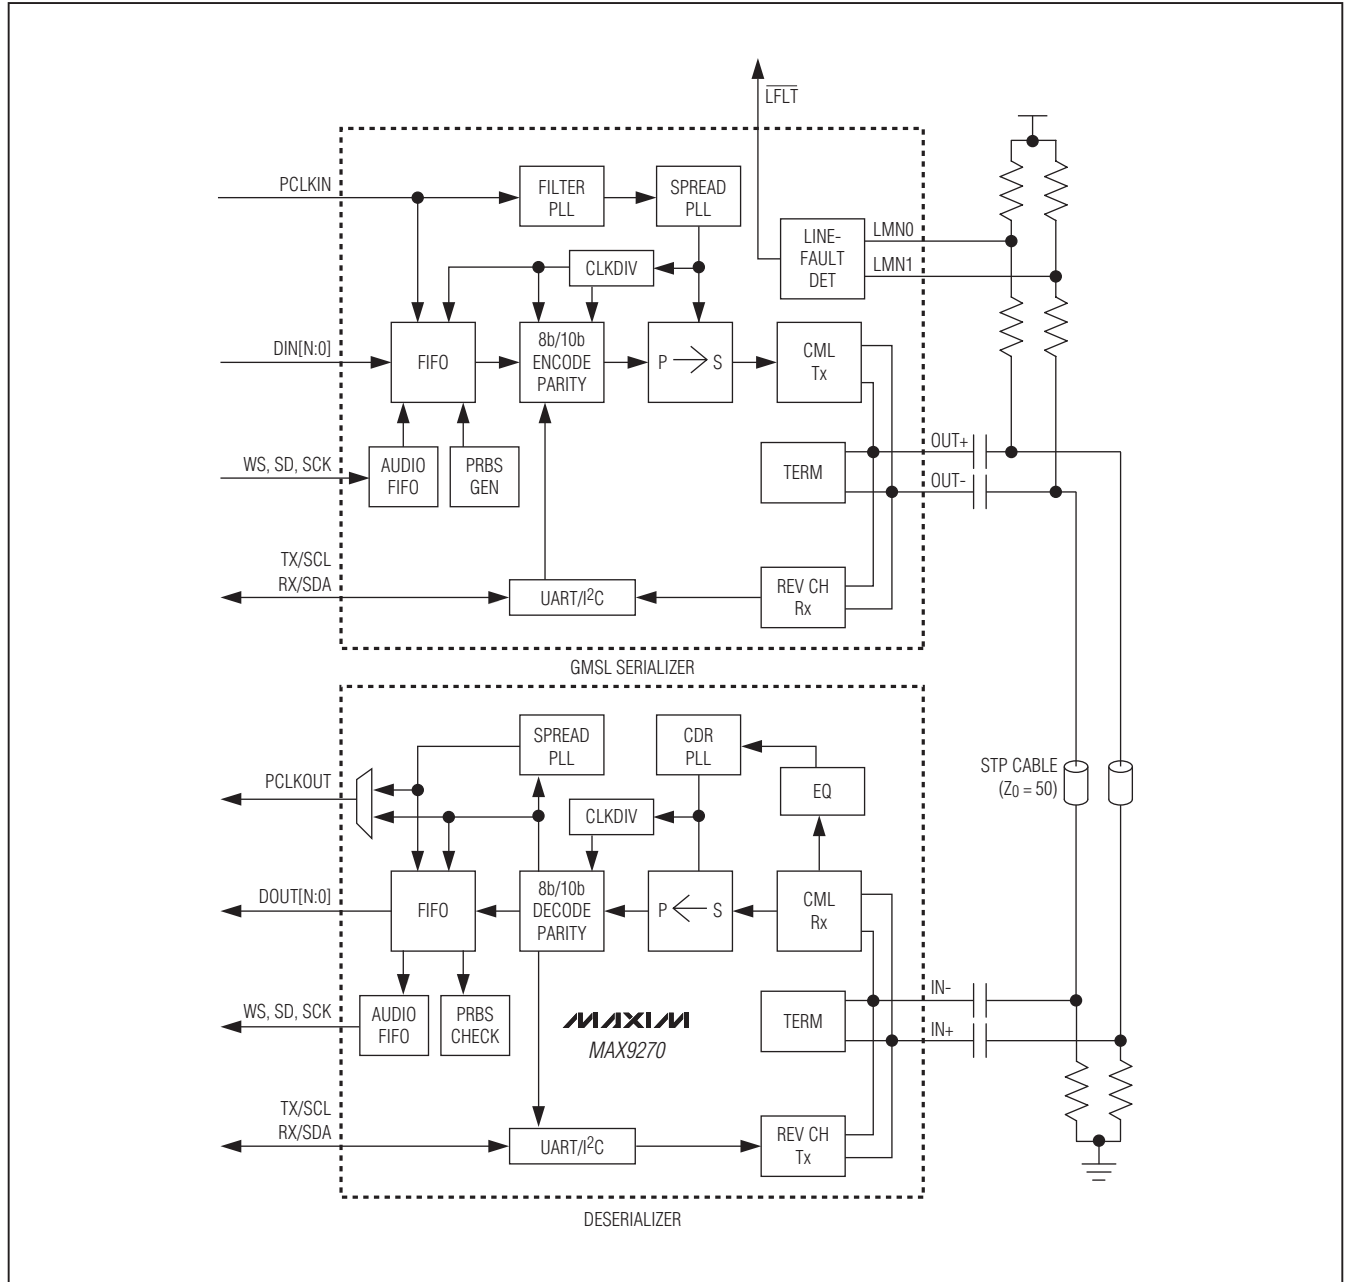 LFLT
PCLKIN
FILTER
PLL
SPREAD
PLL
LINE-
FAULT
DET
LMN0
LMN1
CLKDIV
DIN[N:0]
FIFO
8b/10b
ENCODE
PARITY
P S
CML
Tx
WS, SD, SCK
AUDIO
FIFO
PRBS
GEN
TERM
OUT+
OUT-
TX/SCL
RX/SDA
UART/I2C
REV CH
Rx
GMSL SERIALIZER
SPREAD
PLL
CDR
PLL
EQ
STP CABLE
(Z0 = 50)
PCLKOUT
CLKDIV
DOUT[N:0]
FIFO
8b/10b
DECODE
PARITY
P S
CML
Rx
WS, SD, SCK
AUDIO
FIFO
PRBS
CHECK
MAXIM
MAX9270
TERM
IN-
IN+
TX/SCL
RX/SDA
UART/I2C
REV CH
Tx
DESERIALIZER